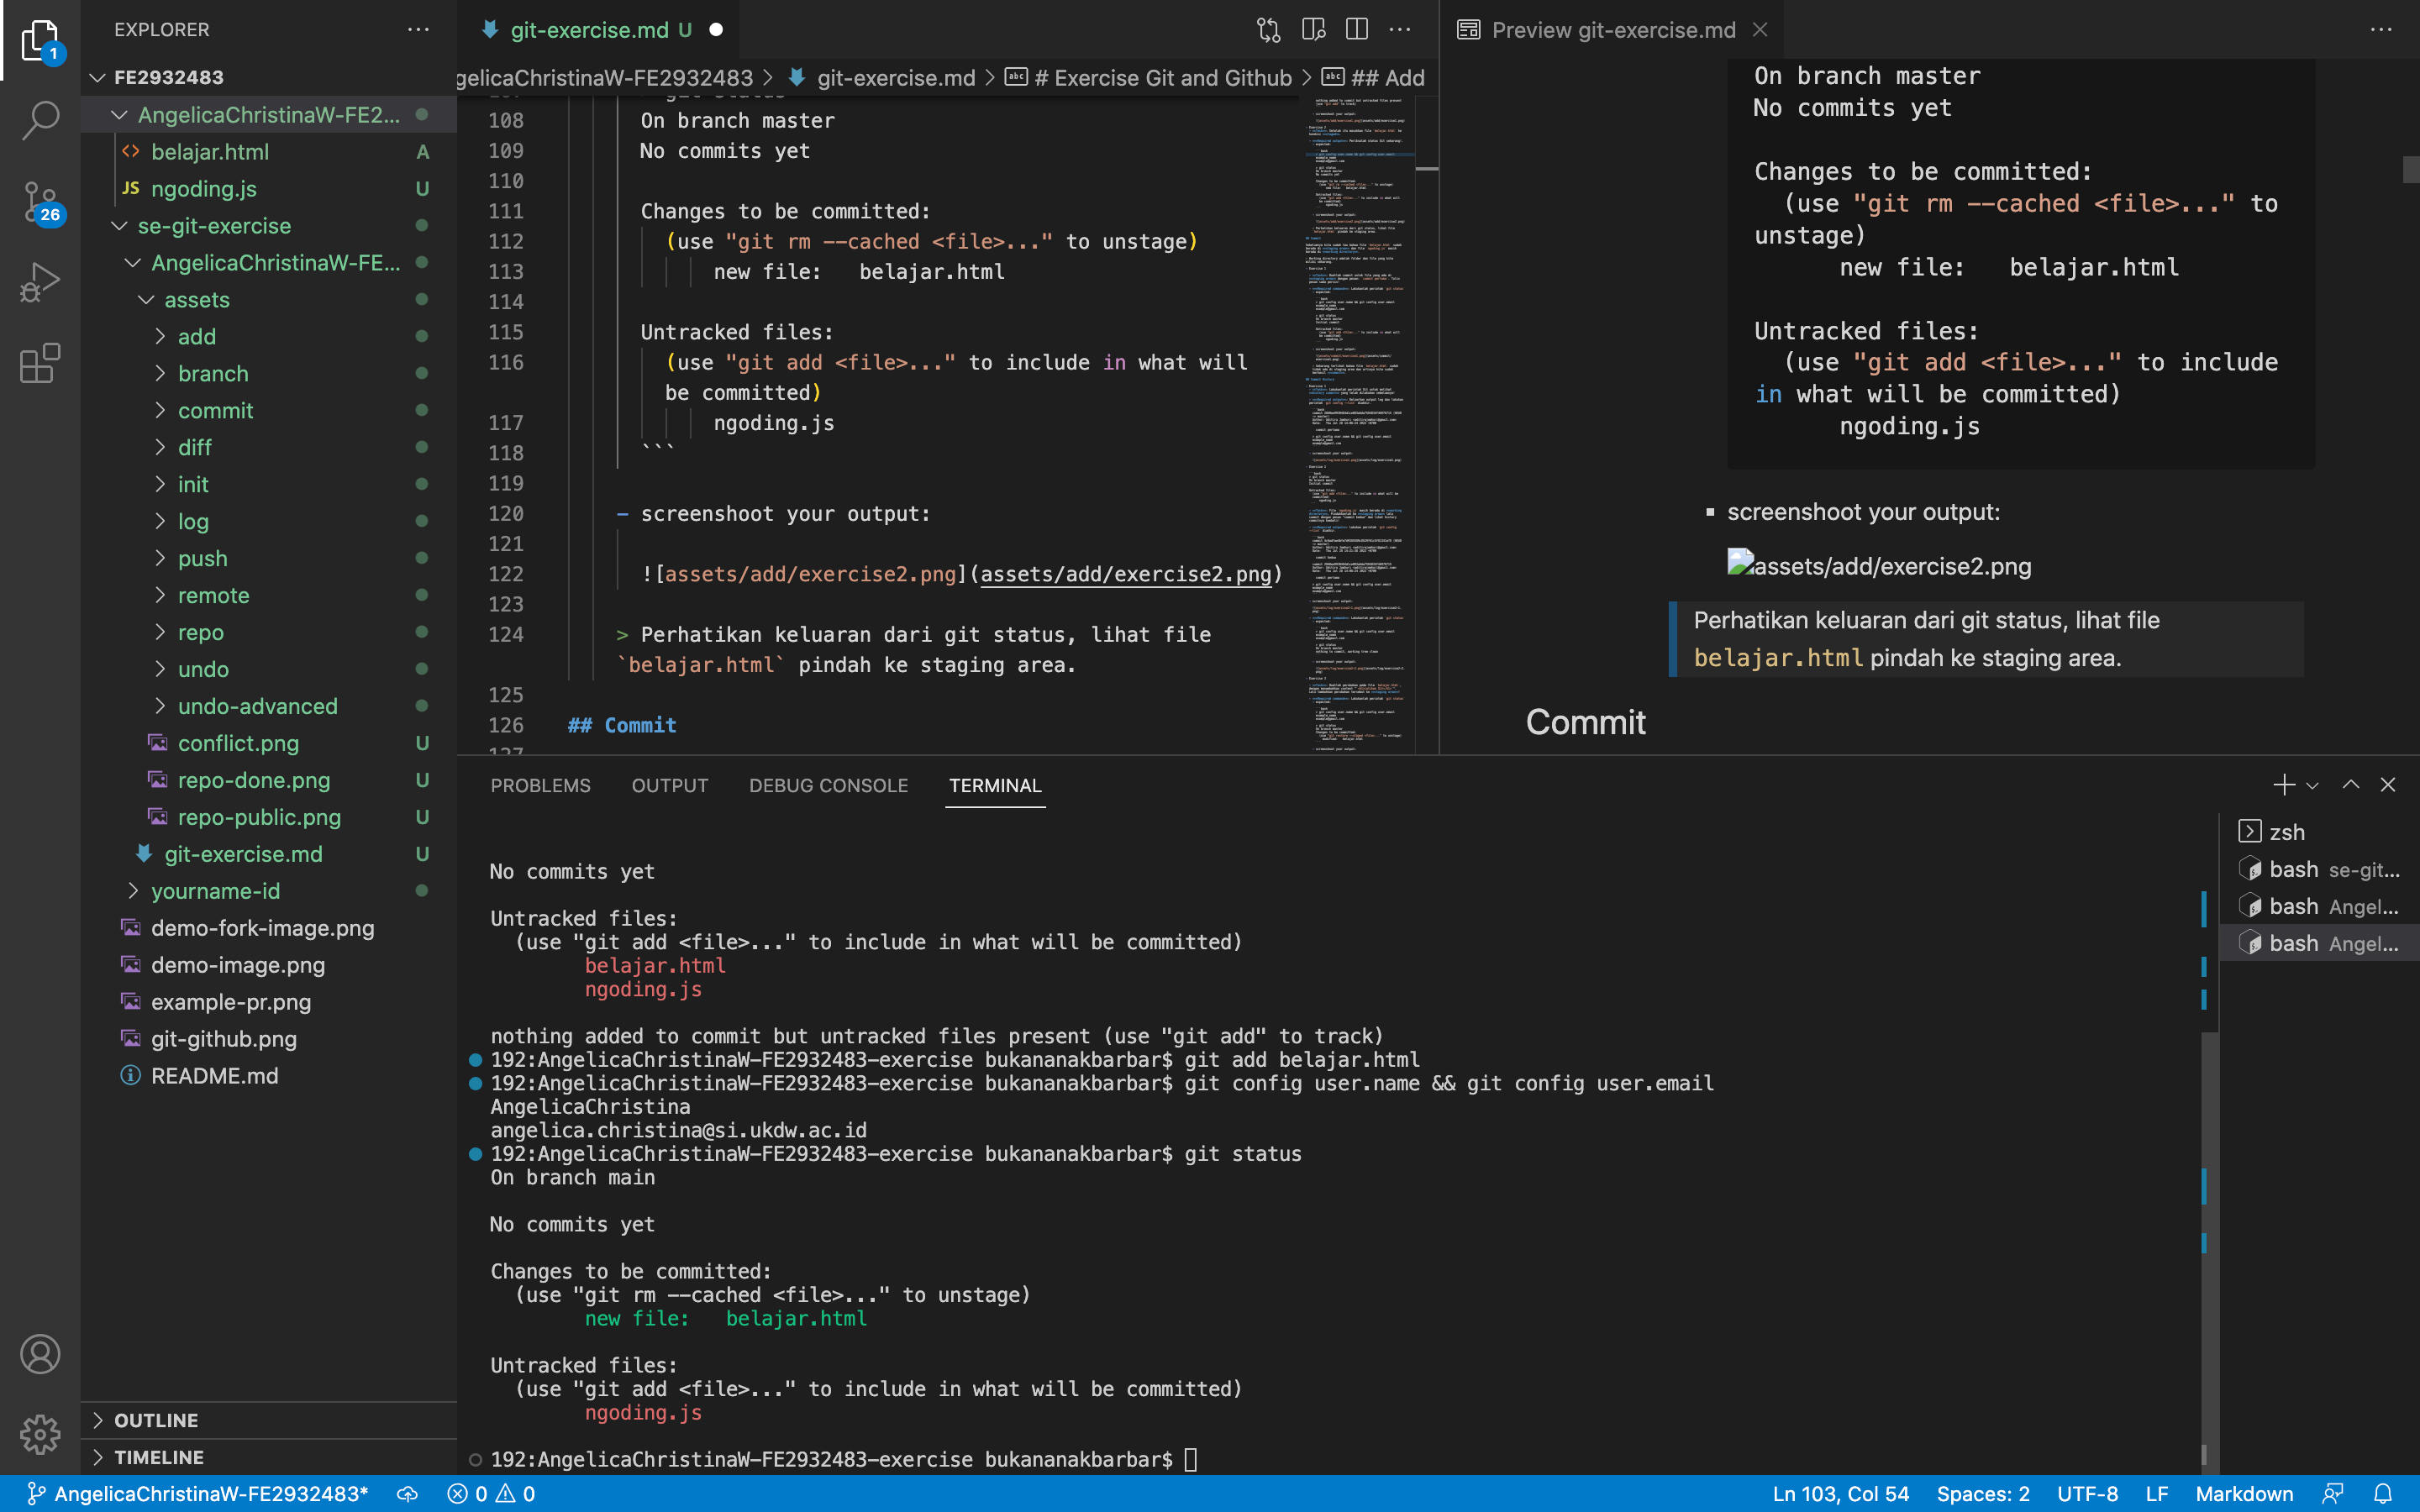 EXPLORER
FE2932483
AngelicaChristinaW-FE2...
belajar.html A
JS ngoding.js U
se-git-exercise
AngelicaChristinaW-FE...
assets
add
branch
commit
diff
init
log
push
remote
repo
undo
undo-advanced
conflict.png U
repo-done.png U
repo-public.png U
git-exercise.md U
yourname-id
demo-fork-image.png
demo-image.png
example-pr.png
git-github.png
README.md
OUTLINE
TIMELINE
1
26
git-exercise.md U
gelicaChristinaW-FE2932483 > git-exercise.md > # Exercise Git and Github > ## Add
108 On branch master
109 No commits yet
110
111 Changes to be committed:
112 (use "git rm --cached <file>..." to unstage)
113 new file: belajar.html
114
115 Untracked files:
116 (use "git add <file>..." to include in what will
be committed)
117 ngoding.js
118 ```
119
120 - screenshoot your output:
121
122 ![assets/add/exercise2.png](assets/add/exercise2.png)
123
124 > Perhatikan keluaran dari git status, lihat file
`belajar.html` pindah ke staging area.
125
126 ## Commit
Preview git-exercise.md
On branch master
No commits yet
Changes to be committed:
(use "git rm --cached <file>..." to
unstage)
new file: belajar.html
Untracked files:
(use "git add <file>..." to include
in what will be committed)
ngoding.js
screenshoot your output:
assets/add/exercise2.png
Perhatikan keluaran dari git status, lihat file
belajar.html pindah ke staging area.
Commit
PROBLEMS OUTPUT DEBUG CONSOLE TERMINAL
No commits yet
Untracked files:
(use "git add <file>..." to include in what will be committed)
belajar.html
ngoding.js
nothing added to commit but untracked files present (use "git add" to track)
192:AngelicaChristinaW-FE2932483-exercise bukananakbarbar$ git add belajar.html
192:AngelicaChristinaW-FE2932483-exercise bukananakbarbar$ git config user.name && git config user.email
AngelicaChristina
angelica.christina@si.ukdw.ac.id
192:AngelicaChristinaW-FE2932483-exercise bukananakbarbar$ git status
On branch main
No commits yet
Changes to be committed:
(use "git rm --cached <file>..." to unstage)
new file: belajar.html
Untracked files:
(use "git add <file>..." to include in what will be committed)
ngoding.js
192:AngelicaChristinaW-FE2932483-exercise bukananakbarbar$
zsh
bash se-git...
bash Angel...
bash Angel...
AngelicaChristinaW-FE2932483* 0 0
Ln 103, Col 54 Spaces: 2 UTF-8 LF Markdown